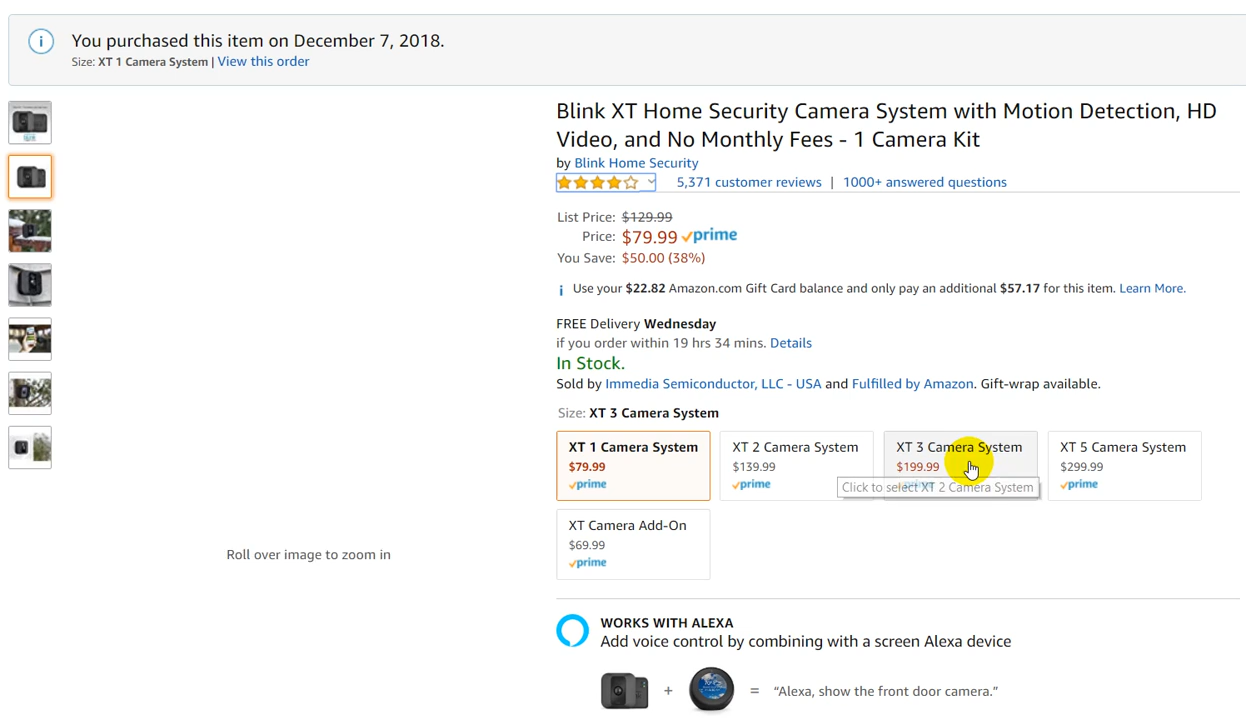 You purchased this item on December 7, 2018.
Size: XT 1 Camera System | View this order
Blink XT Home Security Camera System with Motion Detection, HD
Video, and No Monthly Fees - 1 Camera Kit
by Blink Home Security
5,371 customer reviews | 1000+ answered questions
List Price: $129.99
Price: $79.99 prime
You Save: $50.00 (38%)
Use your $22.82 Amazon.com Gift Card balance and only pay an additional $57.17 for this item. Learn More.
FREE Delivery Wednesday
if you order within 19 hrs 34 mins. Details
In Stock.
Sold by Immedia Semiconductor, LLC - USA and Fulfilled by Amazon. Gift-wrap available.
Size: XT 3 Camera System
XT 1 Camera System
$79.99
prime
XT 2 Camera System
$139.99
prime
XT 3 Camera System
$199.99
Click to select XT 2 Camera System
XT 5 Camera System
$299.99
prime
XT Camera Add-On
$69.99
prime
Roll over image to zoom in
WORKS WITH ALEXA
Add voice control by combining with a screen Alexa device
+ = “Alexa, show the front door camera.”